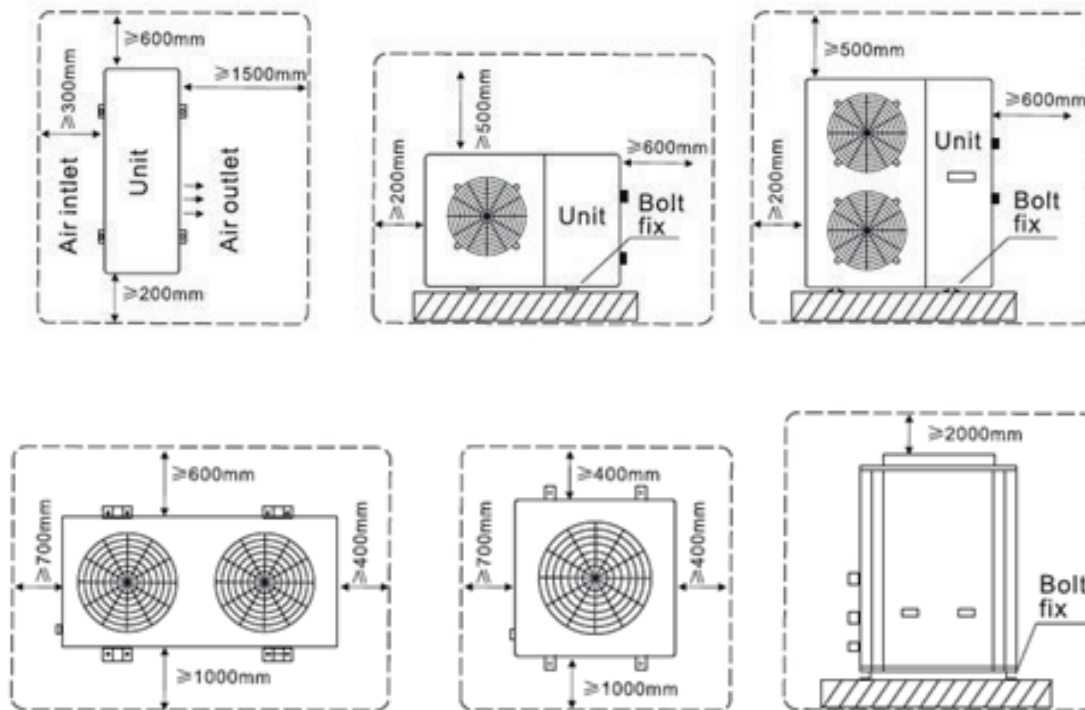 ≥600mm
≥1500mm
≥300mm
Air intlet
Unit
Air outlet
≥200mm
≥500mm
≥600mm
≥200mm
Unit
Bolt
fix
≥500mm
≥600mm
Unit
≥200mm
Bolt
fix
≥600mm
≥700mm
≥400mm
≥1000mm
≥400mm
≥700mm
≥400mm
≥1000mm
≥2000mm
Bolt
fix